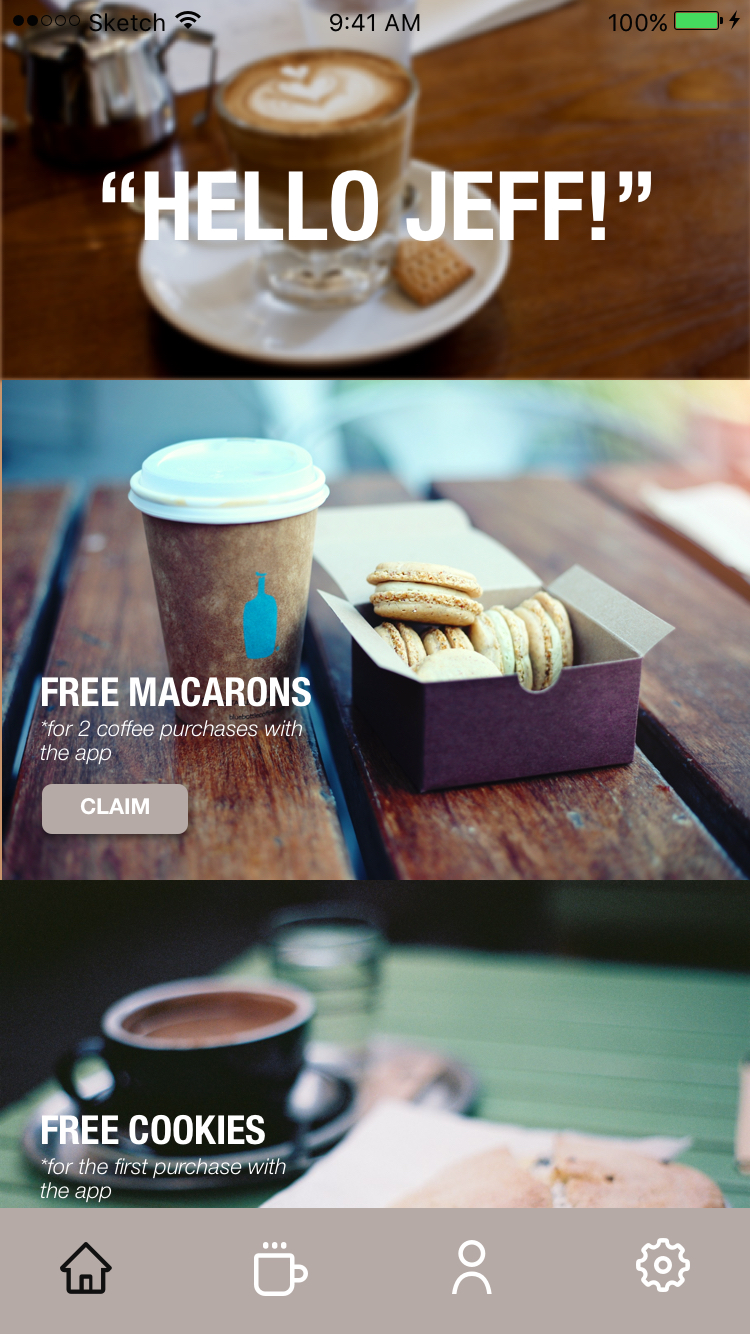 Sketch 9:41 AM 100%
“HELLO JEFF!”
FREE MACARONS
*for 2 coffee purchases with
the app
CLAIM
FREE COOKIES
*for the first purchase with
the app